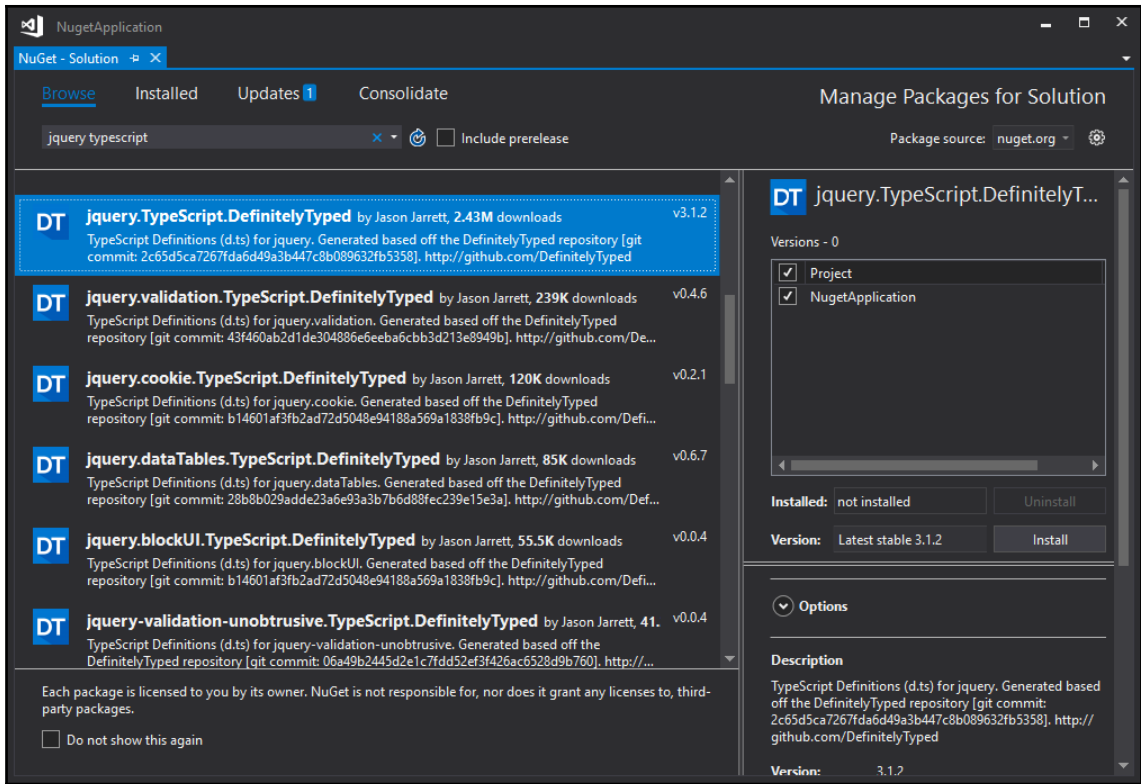 NugetApplication
NuGet - Solution
Browse Installed Updates 1 Consolidate
Manage Packages for Solution
jquery typescript
Include prerelease
Package source: nuget.org
DT
jquery.TypeScript.DefinitelyTyped by Jason Jarrett, 2.43M downloads
v3.1.2
TypeScript Definitions (d.ts) for jquery. Generated based off the DefinitelyTyped repository [git
commit: 2c65d5ca7267fda6d49a3b447c8b089632fb5358]. http://github.com/DefinitelyTyped
DT
jquery.validation.TypeScript.DefinitelyTyped by Jason Jarrett, 239K downloads
v0.4.6
TypeScript Definitions (d.ts) for jquery.validation. Generated based off the DefinitelyTyped
repository [git commit: 43f460ab2d1de304886e6eeba6cbb3d213e8949b]. http://github.com/De...
DT
jquery.cookie.TypeScript.DefinitelyTyped by Jason Jarrett, 120K downloads
v0.2.1
TypeScript Definitions (d.ts) for jquery.cookie. Generated based off the DefinitelyTyped
repository [git commit: b14601af3fb2ad72d5048e94188a569a1838fb9c]. http://github.com/Defi...
DT
jquery.dataTables.TypeScript.DefinitelyTyped by Jason Jarrett, 85K downloads
v0.6.7
TypeScript Definitions (d.ts) for jquery.dataTables. Generated based off the DefinitelyTyped
repository [git commit: 28b8b029adde23a6e93a3b7b6d88fec239e15e3a]. http://github.com/Def...
DT
jquery.blockUI.TypeScript.DefinitelyTyped by Jason Jarrett, 55.5K downloads
v0.0.4
TypeScript Definitions (d.ts) for jquery.blockUI. Generated based off the DefinitelyTyped
repository [git commit: b14601af3fb2ad72d5048e94188a569a1838fb9c]. http://github.com/Defi...
DT
jquery-validation-unobtrusive.TypeScript.DefinitelyTyped by Jason Jarrett, 41.
v0.0.4
TypeScript Definitions (d.ts) for jquery-validation-unobtrusive. Generated based off the
DefinitelyTyped repository [git commit: 06a49b2445d2e1c7fdd52ef3f426ac6528d9b760]. http://...
Each package is licensed to you by its owner. NuGet is not responsible for, nor does it grant any licenses to, third-
party packages.
Do not show this again
DT
jquery.TypeScript.DefinitelyT...
Versions - 0
Project
NugetApplication
Installed: not installed Uninstall
Version: Latest stable 3.1.2 Install
Options
Description
TypeScript Definitions (d.ts) for jquery. Generated based
off the DefinitelyTyped repository [git commit:
2c65d5ca7267fda6d49a3b447c8b089632fb5358]. http://
github.com/DefinitelyTyped
Version: 3.1.2